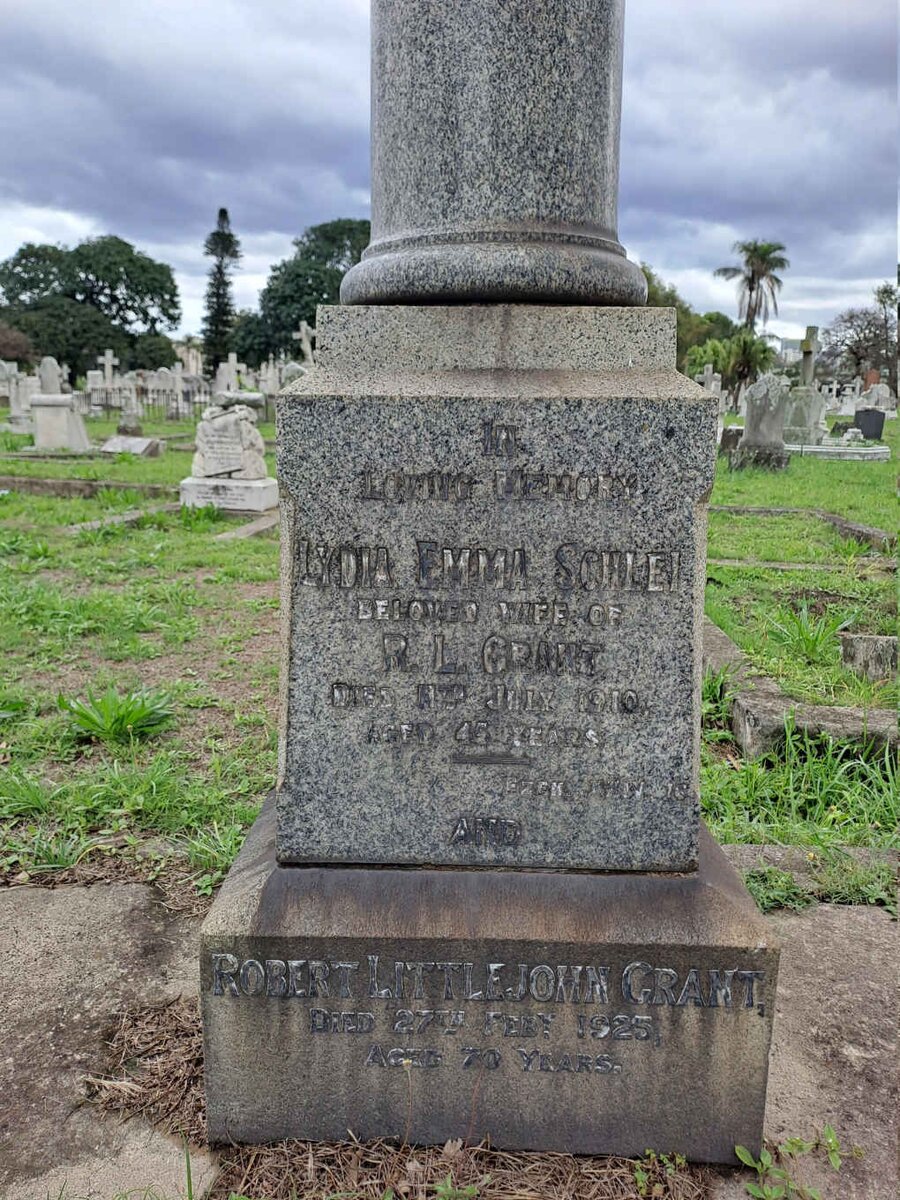 IN
LOVING MEMORY
LYDIA EMMA SCHLEI
BELOVED WIFE OF
R. L. GRANT
DIED 11TH JULY 1910,
AGED 45 YEARS.
AND
ROBERT LITTLEJOHN GRANT,
DIED 27TH FEBY 1925,
AGED 70 YEARS.